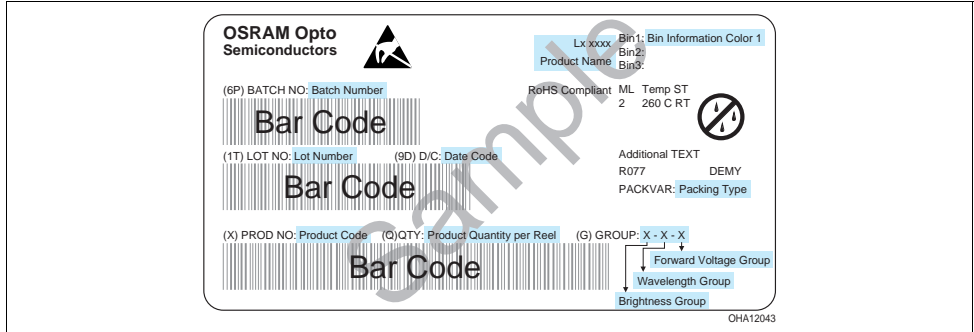 OSRAM Opto
Semiconductors
Lx xxxx
Product Name
Bin1: Bin Information Color 1
Bin2:
Bin3:
(6P) BATCH NO: Batch Number
RoHS Compliant ML Temp ST
2 260 C RT
Bar Code
(1T) LOT NO: Lot Number (9D) D/C: Date Code
Additional TEXT
R077 DEMY
PACKVAR: Packing Type
Bar Code
(X) PROD NO: Product Code (Q)QTY: Product Quantity per Reel (G) GROUP: X - X - X
Bar Code
Forward Voltage Group
Wavelength Group
Brightness Group
Sample
OHA12043